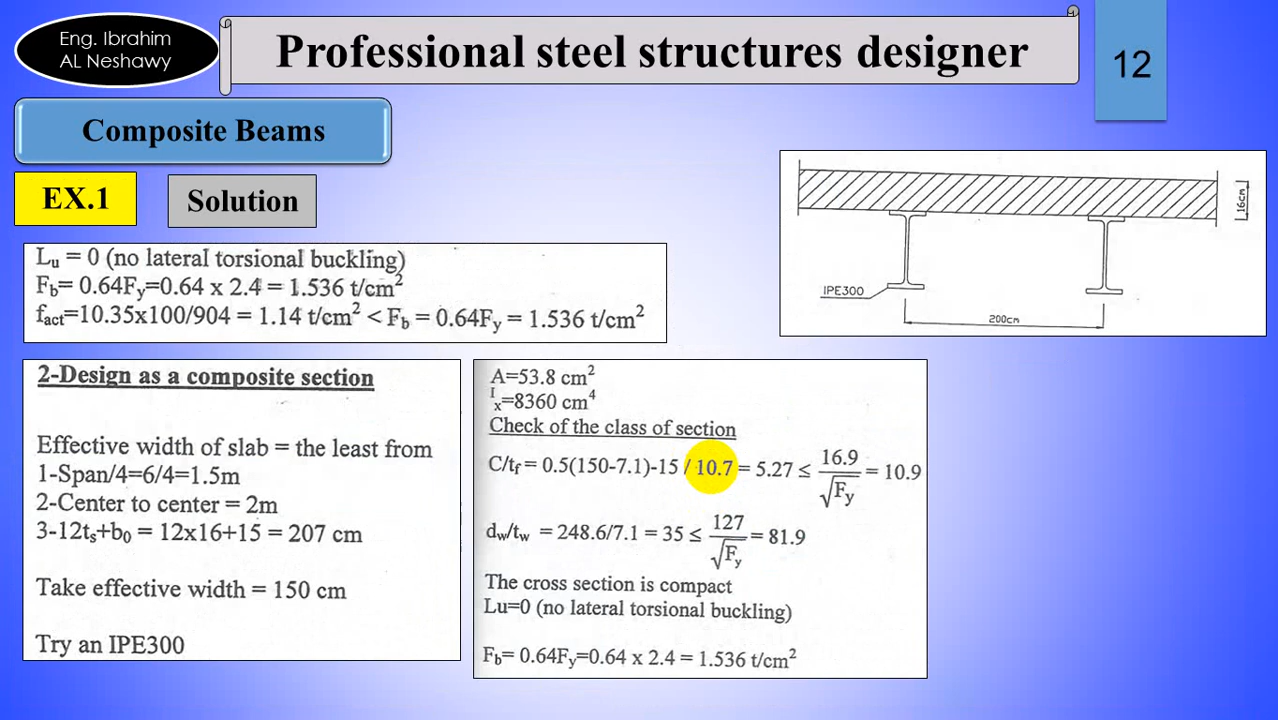 Eng. Ibrahim
AL Neshawy
Professional steel structures designer
12
Composite Beams
EX.1
Solution
Lu = 0 (no lateral torsional buckling)
Fb= 0.64Fy=0.64 x 2.4 = 1.536 t/cm²
fact=10.35x100/904 = 1.14 t/cm² < Fb = 0.64Fy = 1.536 t/cm²
16cm
IPE300
200cm
2-Design as a composite section
Effective width of slab = the least from
1-Span/4=6/4=1.5m
2-Center to center = 2m
3-12ts+b0 = 12x16+15 = 207 cm
Take effective width = 150 cm
Try an IPE300
A=53.8 cm²
Ix=8360 cm⁴
Check of the class of section
C/tf = 0.5(150-7.1)-15 / 10.7 = 5.27 ≤ 16.9/√Fy = 10.9
dw/tw = 248.6/7.1 = 35 ≤ 127/√Fy = 81.9
The cross section is compact
Lu=0 (no lateral torsional buckling)
Fb= 0.64Fy=0.64 x 2.4 = 1.536 t/cm²